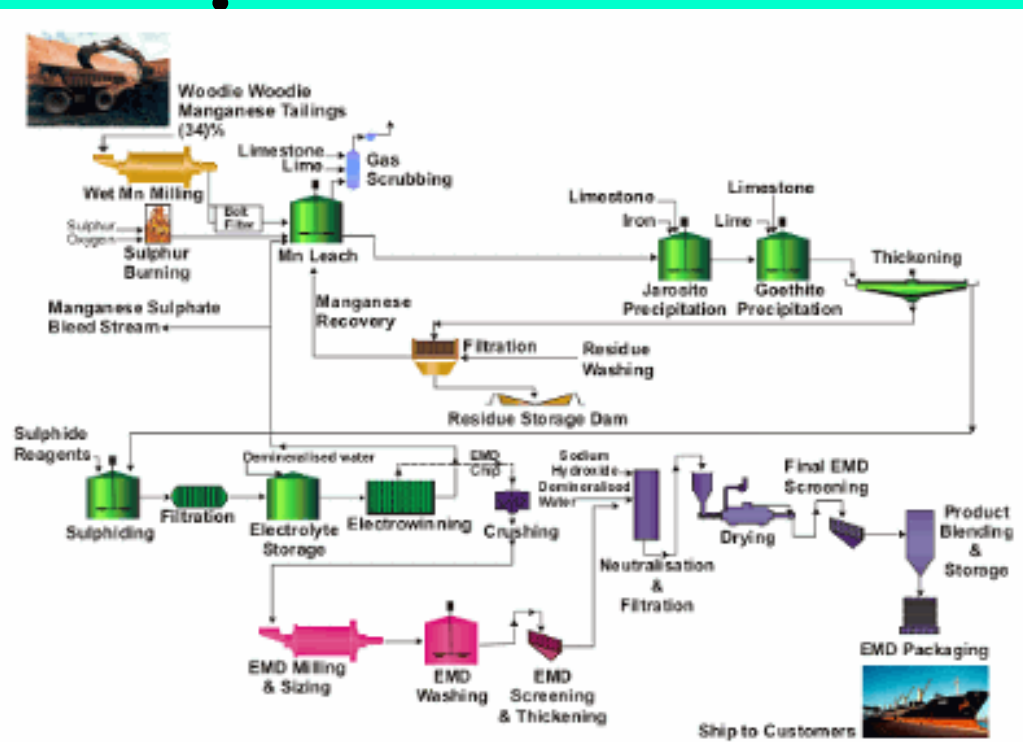 Woodie Woodie
Manganese Tailings
(34)%
Limestone
Lime
Gas
Scrubbing
Wet Mn Milling
Belt
Filter
Sulphur
Oxygen
Sulphur
Burning
Mn Leach
Limestone
Iron
Limestone
Lime
Jarosite
Precipitation
Goethite
Precipitation
Thickening
Manganese Sulphate
Bleed Stream
Manganese
Recovery
Filtration
Residue
Washing
Residue Storage Dam
Sulphide
Reagents
Sulphiding
Filtration
Demineralised water
Electrolyte
Storage
Electrowinning
EMD
Chip
Crushing
Sodium
Hydroxide
Demineralised
Water
Neutralisation
&
Filtration
Drying
Final EMD
Screening
Product
Blending
&
Storage
EMD Milling
& Sizing
EMD
Washing
EMD
Screening
& Thickening
EMD Packaging
Ship to Customers